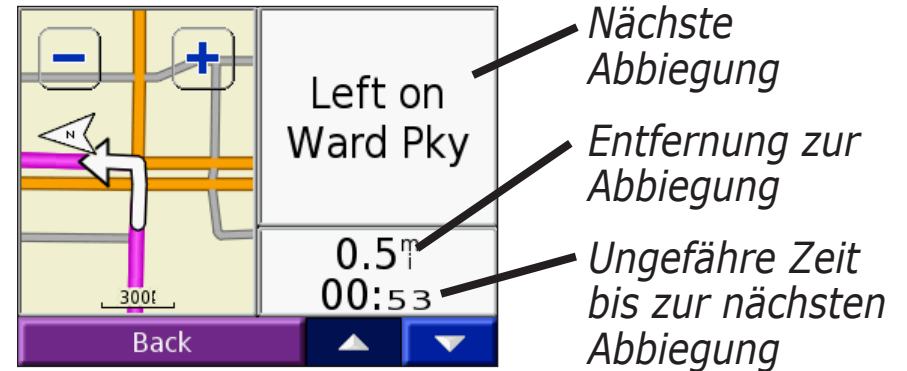 Left on
Ward Pky
N
0.5 mi
00:53
Back
Nächste
Abbiegung
Entfernung zur
Abbiegung
Ungefähre Zeit
bis zur nächsten
Abbiegung